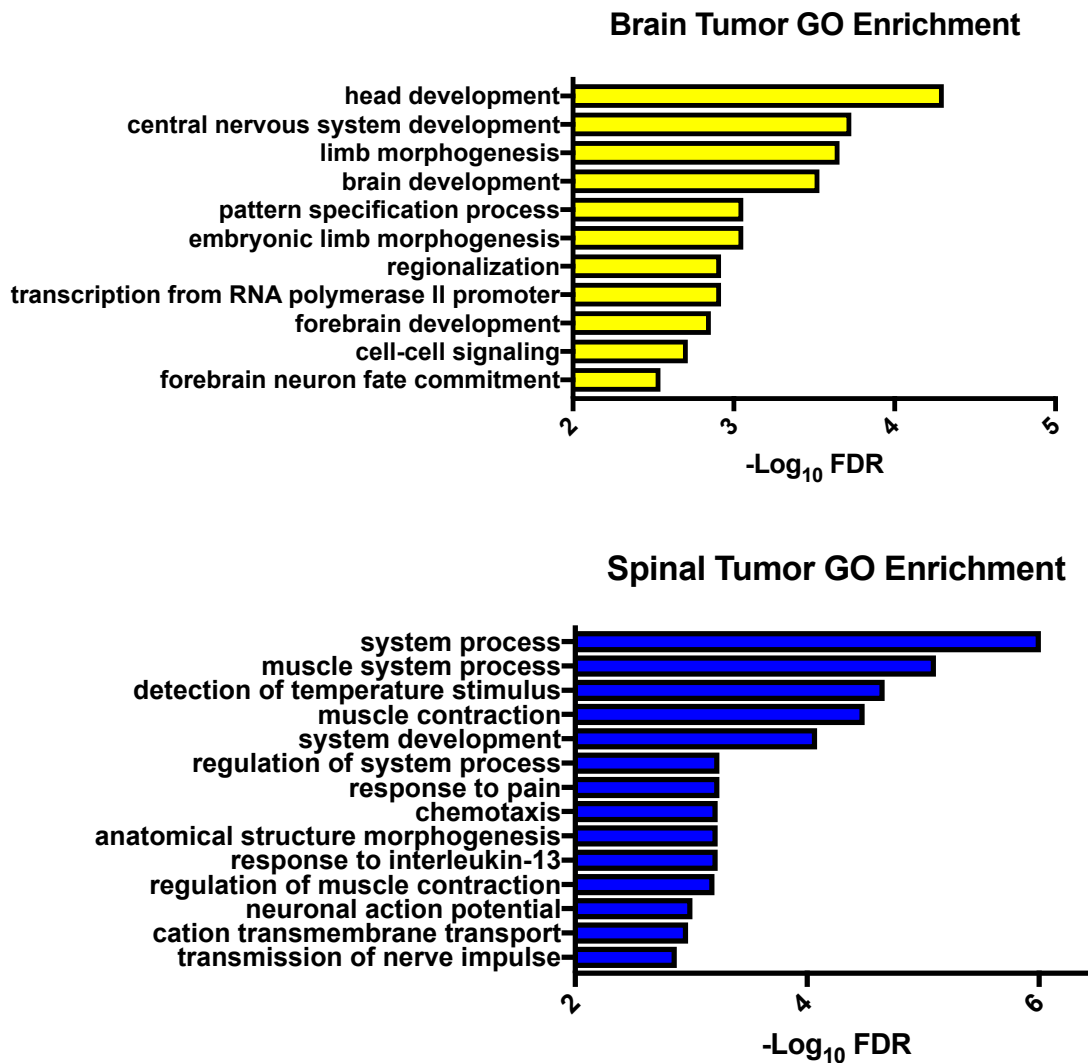 Brain Tumor GO Enrichment
head development
central nervous system development
limb morphogenesis
brain development
pattern specification process
embryonic limb morphogenesis
regionalization
transcription from RNA polymerase II promoter
forebrain development
cell-cell signaling
forebrain neuron fate commitment
2 3 4 5
-Log10 FDR
Spinal Tumor GO Enrichment
system process
muscle system process
detection of temperature stimulus
muscle contraction
system development
regulation of system process
response to pain
chemotaxis
anatomical structure morphogenesis
response to interleukin-13
regulation of muscle contraction
neuronal action potential
cation transmembrane transport
transmission of nerve impulse
2 4 6
-Log10 FDR